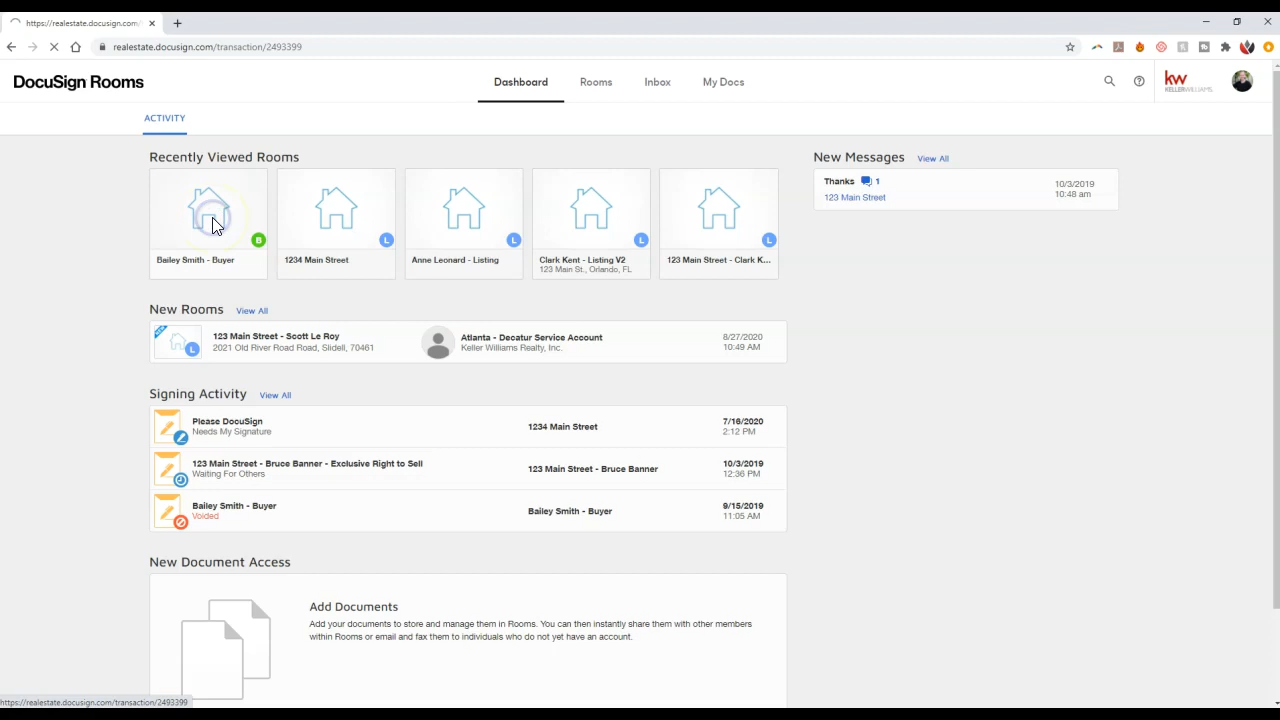 https://realestate.docusign.com/
realestate.docusign.com/transaction/2493399
DocuSign Rooms
Dashboard
Rooms
Inbox
My Docs
kw
KELLERWILLIAMS
ACTIVITY
Recently Viewed Rooms
B
Bailey Smith - Buyer
L
1234 Main Street
L
Anne Leonard - Listing
L
Clark Kent - Listing V2
123 Main St., Orlando, FL
L
123 Main Street - Clark K...
New Messages View All
Thanks 1
123 Main Street
10/3/2019
10:48 am
New Rooms View All
NEW
L
123 Main Street - Scott Le Roy
2021 Old River Road Road, Slidell, 70461
Atlanta - Decatur Service Account
Keller Williams Realty, Inc.
8/27/2020
10:49 AM
Signing Activity View All
Please DocuSign
Needs My Signature
1234 Main Street
7/16/2020
2:12 PM
123 Main Street - Bruce Banner - Exclusive Right to Sell
Waiting For Others
123 Main Street - Bruce Banner
10/3/2019
12:36 PM
Bailey Smith - Buyer
Voided
Bailey Smith - Buyer
9/15/2019
11:05 AM
New Document Access
Add Documents
Add your documents to store and manage them in Rooms. You can then instantly share them with other members
within Rooms or email and fax them to individuals who do not yet have an account.
https://realestate.docusign.com/transaction/2493399